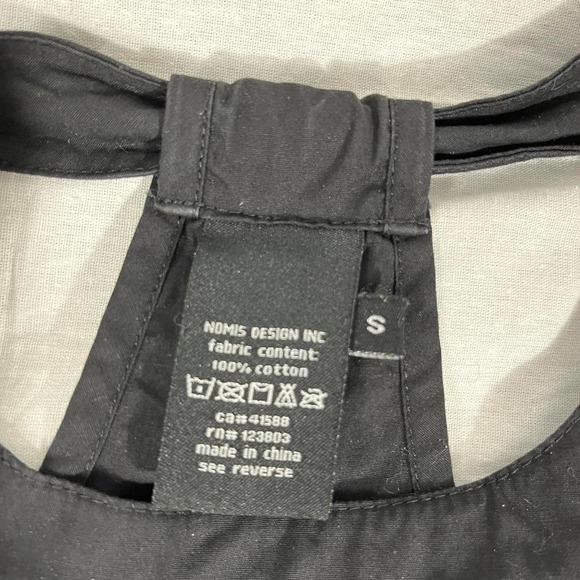 NOMIS DESIGN INC
fabric content:
100% cotton
ca#41588
rn# 123803
made in china
see reverse
S